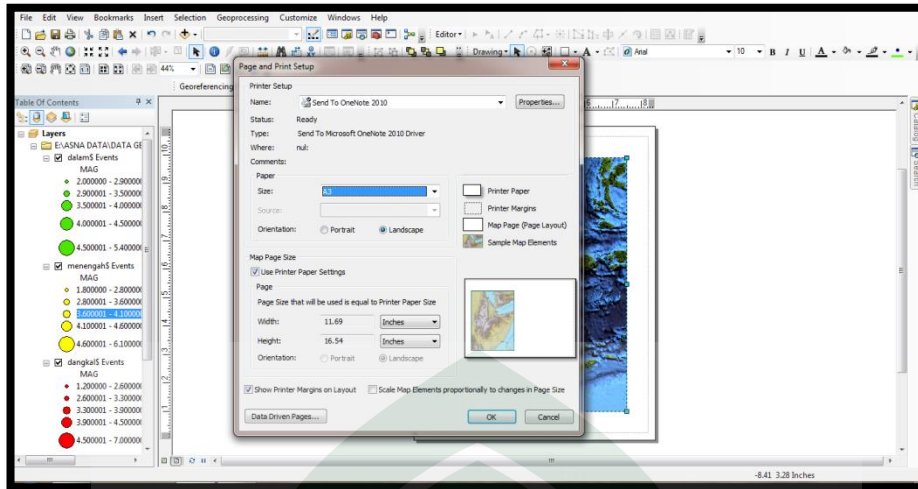 File Edit View Bookmarks Insert Selection Geoprocessing Customize Windows Help
Editor
Drawing
Arial
10
B I U A
44%
Georeferencing
Table Of Contents
Layers
E:\ASNA DATA\DATA GE
dalam$ Events
MAG
2.000000 - 2.900000
2.900001 - 3.500000
3.500001 - 4.000000
4.000001 - 4.500000
4.500001 - 5.400000
menengah$ Events
MAG
1.800000 - 2.800000
2.800001 - 3.600000
3.600001 - 4.100000
4.100001 - 4.600000
4.600001 - 6.100000
dangkal$ Events
MAG
1.200000 - 2.600000
2.600001 - 3.300000
3.300001 - 3.900000
3.900001 - 4.500000
4.500001 - 7.000000
Page and Print Setup
Printer Setup
Name: Send To OneNote 2010 Properties...
Status: Ready
Type: Send To Microsoft OneNote 2010 Driver
Where: nul:
Comments:
Paper
Size: A3
Source:
Orientation: Portrait Landscape
Printer Paper
Printer Margins
Map Page (Page Layout)
Sample Map Elements
Map Page Size
Use Printer Paper Settings
Page
Page Size that will be used is equal to Printer Paper Size
Width: 11.69 Inches
Height: 16.54 Inches
Orientation: Portrait Landscape
Show Printer Margins on Layout Scale Map Elements proportionally to changes in Page Size
Data Driven Pages... OK Cancel
Catalog
Search
-8.41 3.28 Inches